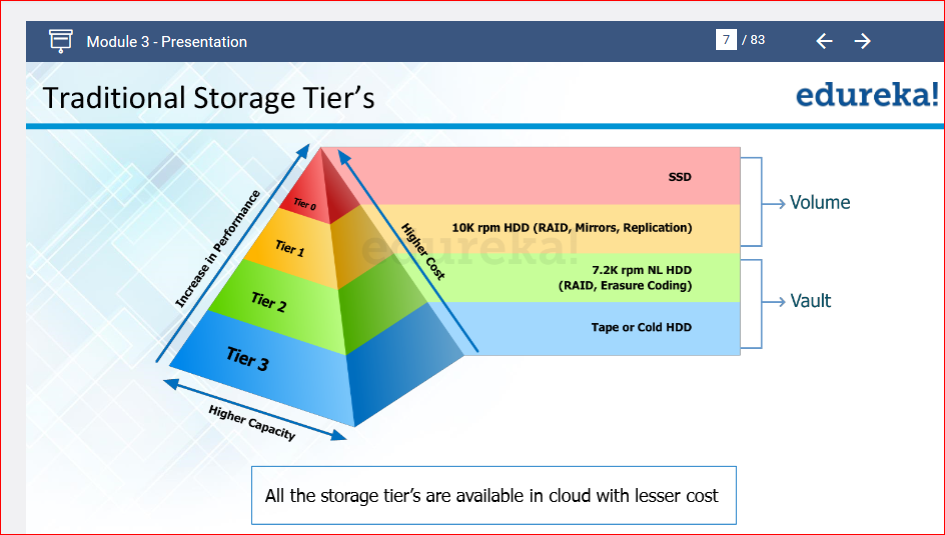 Module 3 - Presentation
7 / 83
Traditional Storage Tier's
edureka!
Increase in Performance
Higher Cost
Higher Capacity
Tier 0
Tier 1
Tier 2
Tier 3
SSD
10K rpm HDD (RAID, Mirrors, Replication)
7.2K rpm NL HDD
(RAID, Erasure Coding)
Tape or Cold HDD
Volume
Vault
edureka!
All the storage tier's are available in cloud with lesser cost